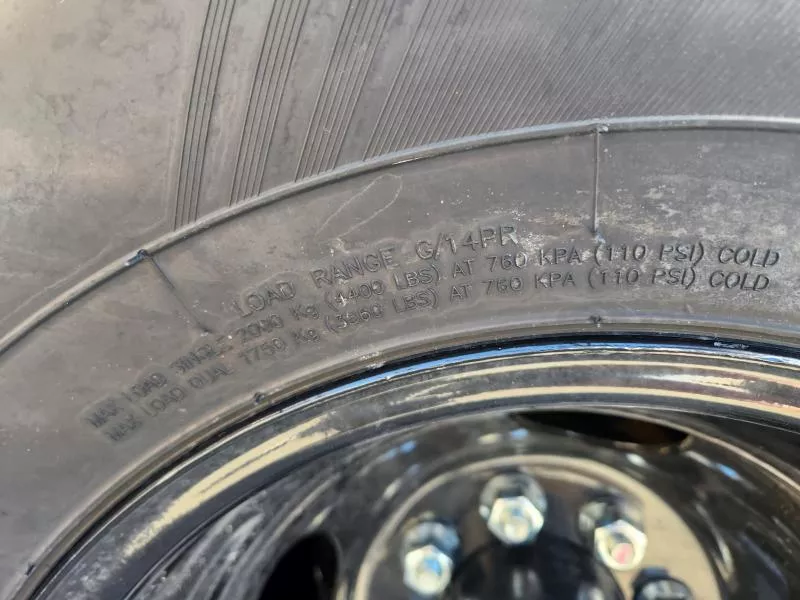 LOAD RANGE G/14PR
MAX LOAD SINGLE 2000 Kg (4400 LBS) AT 760 KPA (110 PSI) COLD
MAX LOAD DUAL 1750 Kg (3860 LBS) AT 760 KPA (110 PSI) COLD